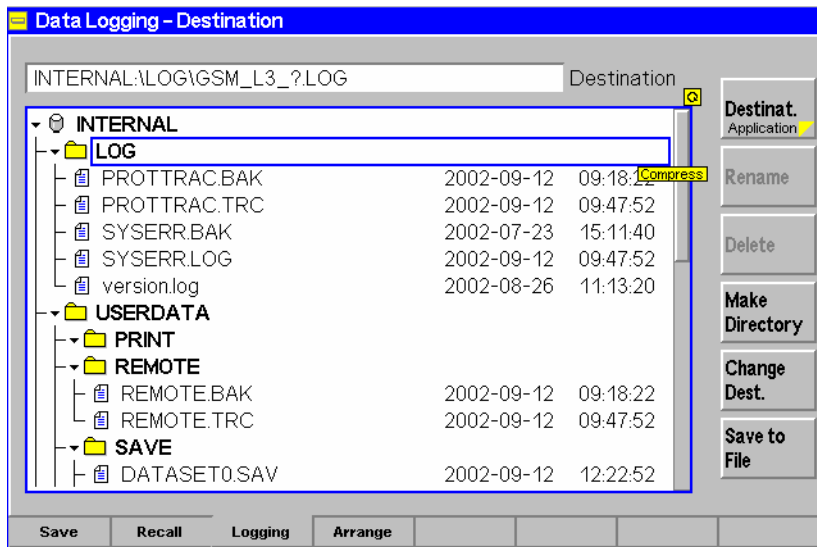 Data Logging – Destination
INTERNAL:\LOG\GSM_L3_?.LOG Destination
INTERNAL
LOG
Compress
PROTTRAC.BAK 2002-09-12 09:18:22
PROTTRAC.TRC 2002-09-12 09:47:52
SYSERR.BAK 2002-07-23 15:11:40
SYSERR.LOG 2002-09-12 09:47:52
version.log 2002-08-26 11:13:20
USERDATA
PRINT
REMOTE
REMOTE.BAK 2002-09-12 09:18:22
REMOTE.TRC 2002-09-12 09:47:52
SAVE
DATASET0.SAV 2002-09-12 12:22:52
Destinat.
Application
Rename
Delete
Make
Directory
Change
Dest.
Save to
File
Save Recall Logging Arrange